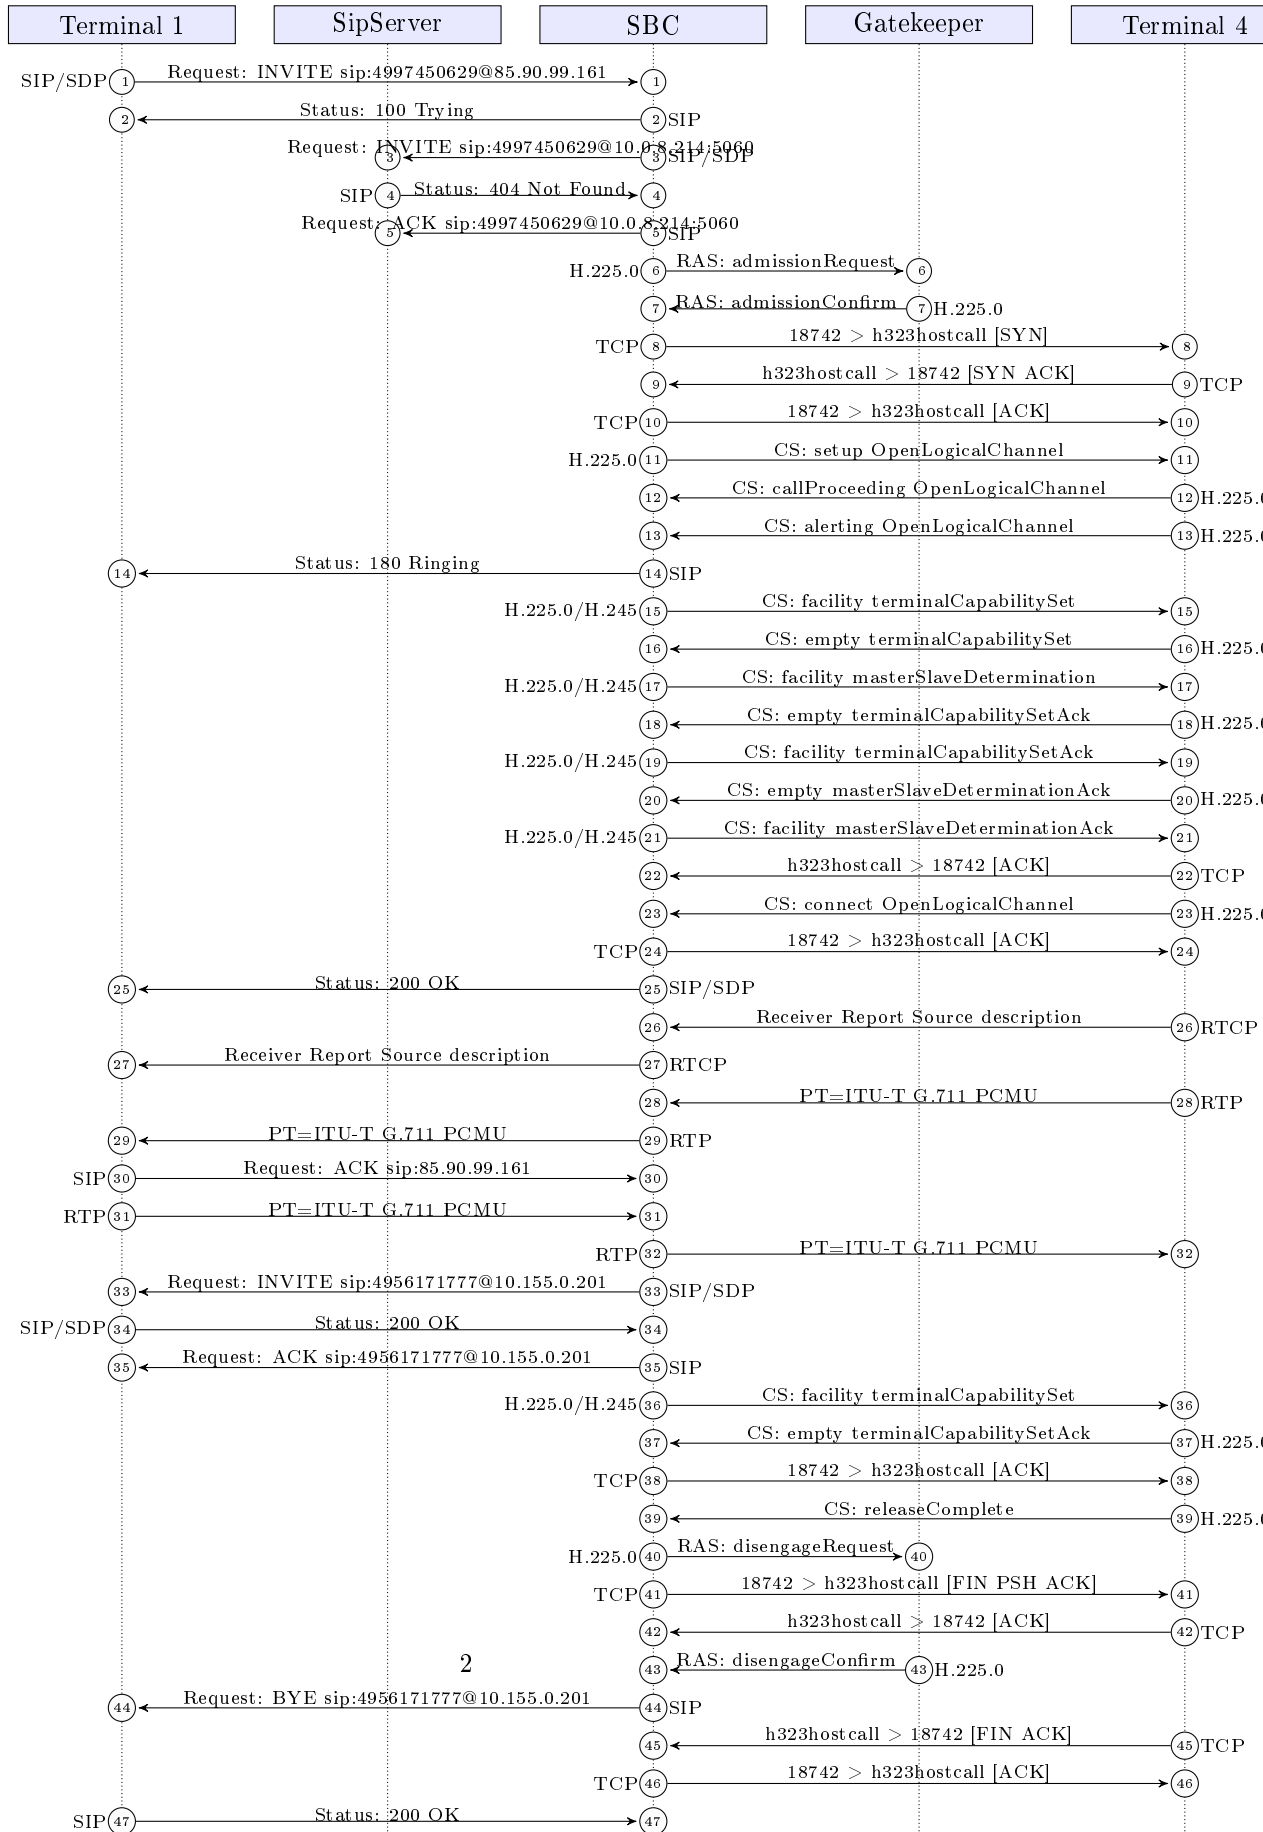 Terminal 1 SipServer SBC Gatekeeper Terminal 4
SIP/SDP 1 Request: INVITE sip:4997450629@85.90.99.161 1
2 Status: 100 Trying 2 SIP
3 Request: INVITE sip:4997450629@10.0.8.214:5060 3 SIP/SDP
SIP 4 Status: 404 Not Found 4
5 Request: ACK sip:4997450629@10.0.8.214:5060 5 SIP
H.225.0 6 RAS: admissionRequest 6
7 RAS: admissionConfirm 7 H.225.0
TCP 8 18742 > h323hostcall [SYN] 8
9 h323hostcall > 18742 [SYN ACK] 9 TCP
TCP 10 18742 > h323hostcall [ACK] 10
H.225.0 11 CS: setup OpenLogicalChannel 11
12 CS: callProceeding OpenLogicalChannel 12 H.225.
13 CS: alerting OpenLogicalChannel 13 H.225.
14 Status: 180 Ringing 14 SIP
H.225.0/H.245 15 CS: facility terminalCapabilitySet 15
16 CS: empty terminalCapabilitySet 16 H.225.
H.225.0/H.245 17 CS: facility masterSlaveDetermination 17
18 CS: empty terminalCapabilitySetAck 18 H.225.
H.225.0/H.245 19 CS: facility terminalCapabilitySetAck 19
20 CS: empty masterSlaveDeterminationAck 20 H.225.
H.225.0/H.245 21 CS: facility masterSlaveDeterminationAck 21
22 h323hostcall > 18742 [ACK] 22 TCP
23 CS: connect OpenLogicalChannel 23 H.225.
TCP 24 18742 > h323hostcall [ACK] 24
25 Status: 200 OK 25 SIP/SDP
26 Receiver Report Source description 26 RTCP
27 Receiver Report Source description 27 RTCP
28 PT=ITU-T G.711 PCMU 28 RTP
29 PT=ITU-T G.711 PCMU 29 RTP
SIP 30 Request: ACK sip:85.90.99.161 30
RTP 31 PT=ITU-T G.711 PCMU 31
RTP 32 PT=ITU-T G.711 PCMU 32
33 Request: INVITE sip:4956171777@10.155.0.201 33 SIP/SDP
SIP/SDP 34 Status: 200 OK 34
35 Request: ACK sip:4956171777@10.155.0.201 35 SIP
H.225.0/H.245 36 CS: facility terminalCapabilitySet 36
37 CS: empty terminalCapabilitySetAck 37 H.225.
TCP 38 18742 > h323hostcall [ACK] 38
39 CS: releaseComplete 39 H.225.
H.225.0 40 RAS: disengageRequest 40
TCP 41 18742 > h323hostcall [FIN PSH ACK] 41
42 h323hostcall > 18742 [ACK] 42 TCP
2 43 RAS: disengageConfirm 43 H.225.0
44 Request: BYE sip:4956171777@10.155.0.201 44 SIP
45 h323hostcall > 18742 [FIN ACK] 45 TCP
TCP 46 18742 > h323hostcall [ACK] 46
SIP 47 Status: 200 OK 47